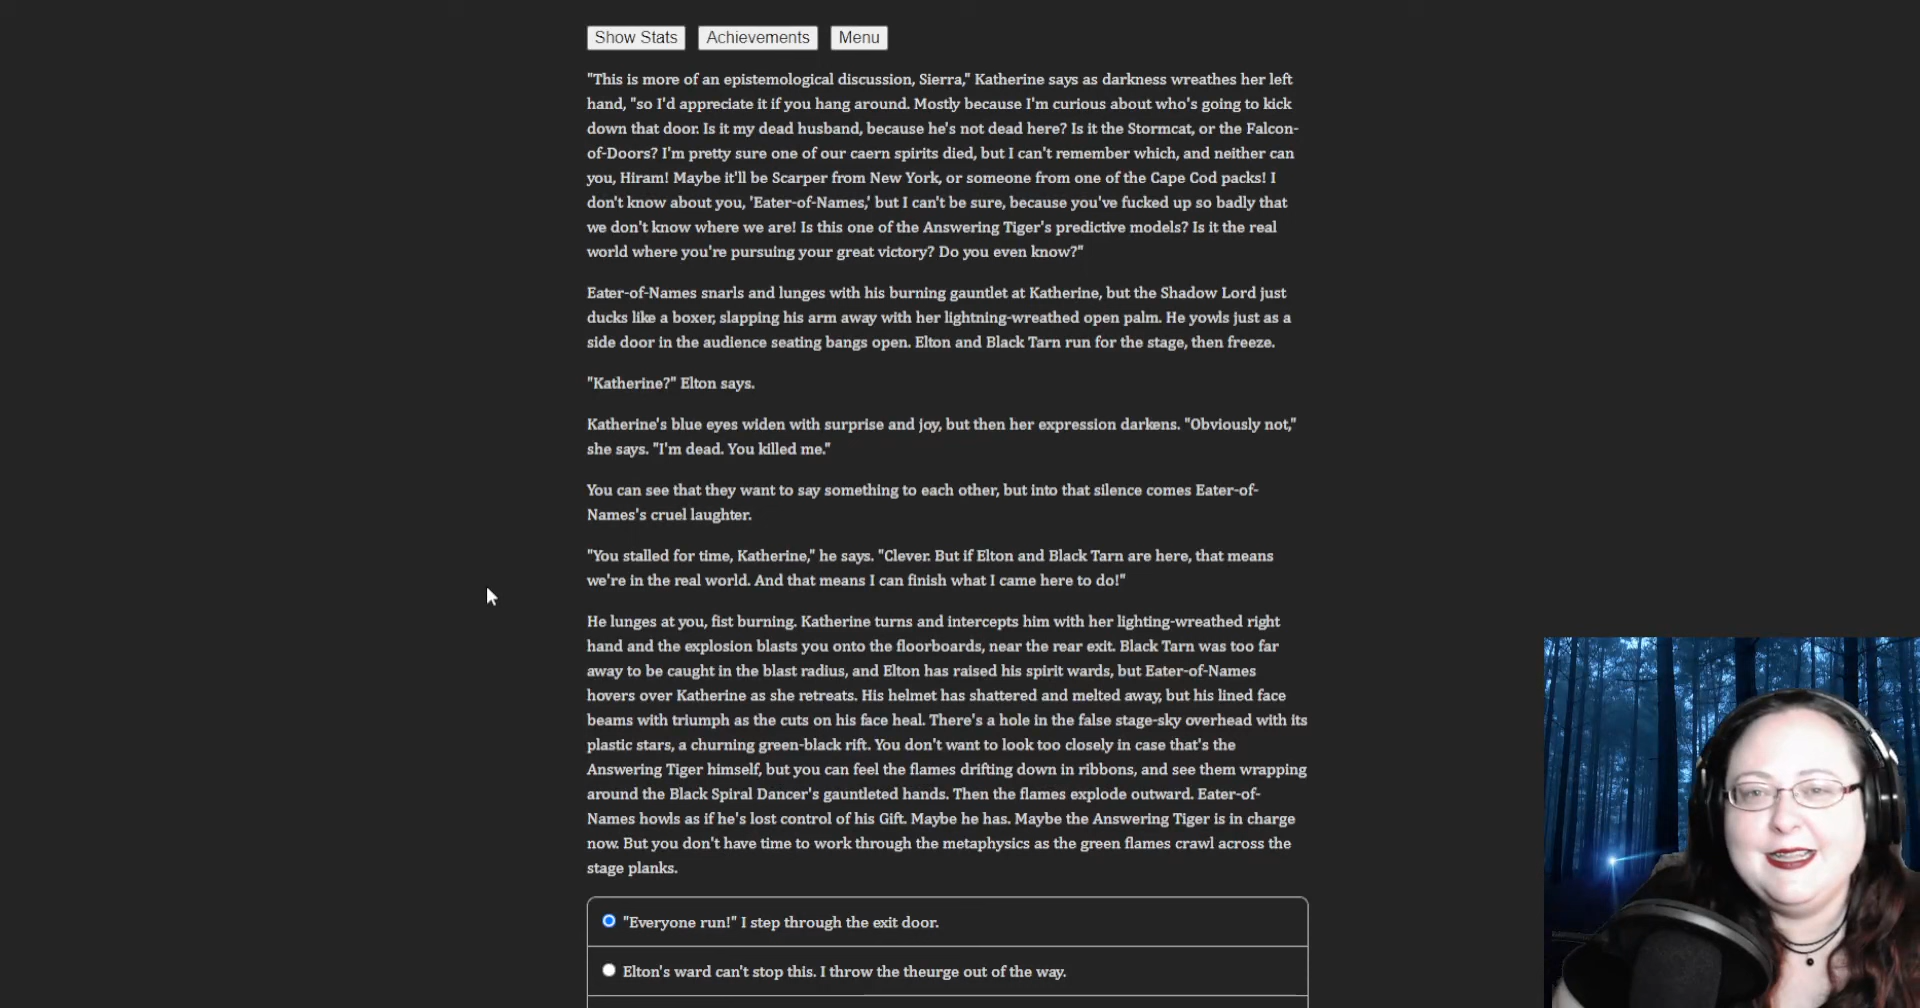 Show Stats Achievements Menu
"This is more of an epistemological discussion, Sierra," Katherine says as darkness wreathes her left
hand, "so I'd appreciate it if you hang around. Mostly because I'm curious about who's going to kick
down that door. Is it my dead husband, because he's not dead here? Is it the Stormcat, or the Falcon-
of-Doors? I'm pretty sure one of our caern spirits died, but I can't remember which, and neither can
you, Hiram! Maybe it'll be Scarper from New York, or someone from one of the Cape Cod packs! I
don't know about you, 'Eater-of-Names,' but I can't be sure, because you've fucked up so badly that
we don't know where we are! Is this one of the Answering Tiger's predictive models? Is it the real
world where you're pursuing your great victory? Do you even know?"
Eater-of-Names snarls and lunges with his burning gauntlet at Katherine, but the Shadow Lord just
ducks like a boxer, slapping his arm away with her lightning-wreathed open palm. He yowls just as a
side door in the audience seating bangs open. Elton and Black Tarn run for the stage, then freeze.
"Katherine?" Elton says.
Katherine's blue eyes widen with surprise and joy, but then her expression darkens. "Obviously not,"
she says. "I'm dead. You killed me."
You can see that they want to say something to each other, but into that silence comes Eater-of-
Names's cruel laughter.
"You stalled for time, Katherine," he says. "Clever. But if Elton and Black Tarn are here, that means
we're in the real world. And that means I can finish what I came here to do!"
He lunges at you, fist burning. Katherine turns and intercepts him with her lighting-wreathed right
hand and the explosion blasts you onto the floorboards, near the rear exit. Black Tarn was too far
away to be caught in the blast radius, and Elton has raised his spirit wards, but Eater-of-Names
hovers over Katherine as she retreats. His helmet has shattered and melted away, but his lined face
beams with triumph as the cuts on his face heal. There's a hole in the false stage-sky overhead with its
plastic stars, a churning green-black rift. You don't want to look too closely in case that's the
Answering Tiger himself, but you can feel the flames drifting down in ribbons, and see them wrapping
around the Black Spiral Dancer's gauntleted hands. Then the flames explode outward. Eater-of-
Names howls as if he's lost control of his Gift. Maybe he has. Maybe the Answering Tiger is in charge
now. But you don't have time to work through the metaphysics as the green flames crawl across the
stage planks.
"Everyone run!" I step through the exit door.
Elton's ward can't stop this. I throw the theurge out of the way.